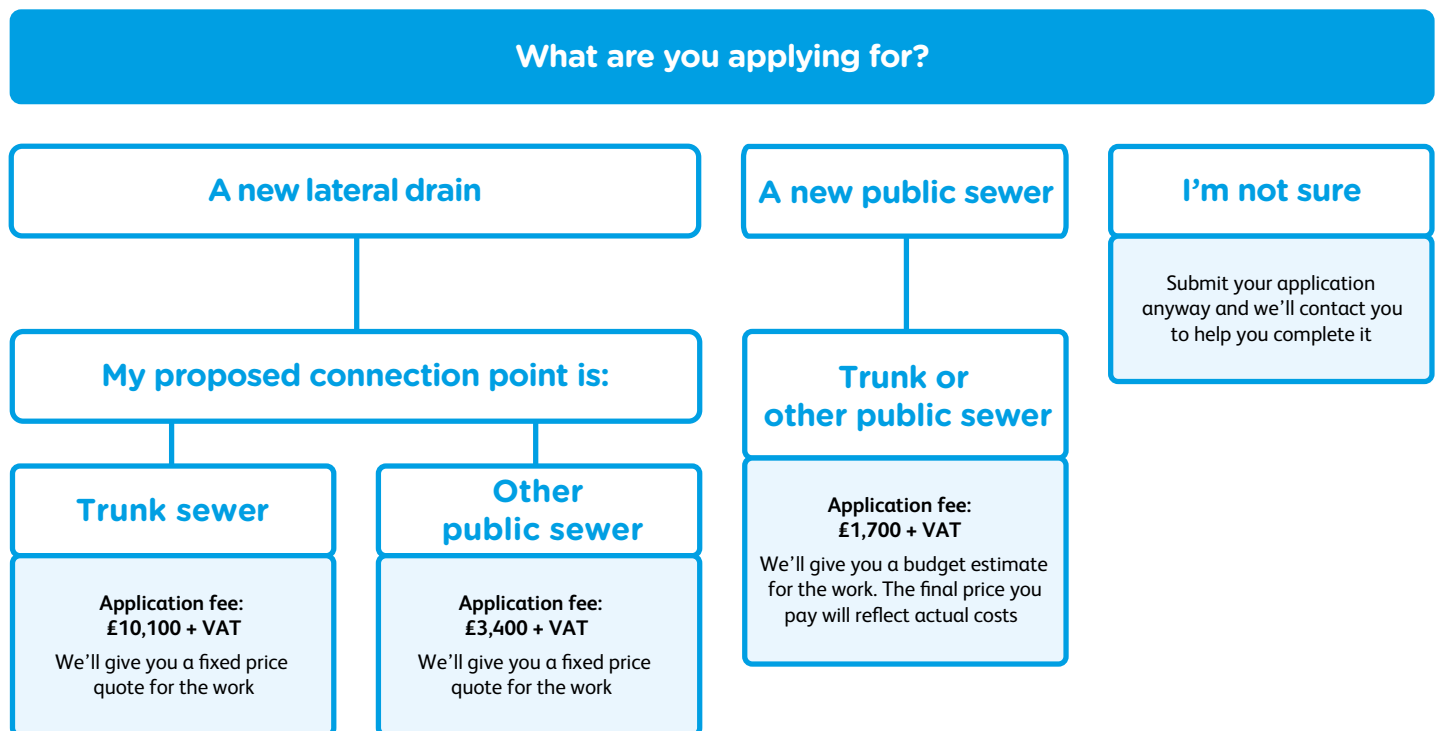 What are you applying for?
A new lateral drain
A new public sewer
I'm not sure
Submit your application
anyway and we'll contact you
to help you complete it
My proposed connection point is:
Trunk or
other public sewer
Application fee:
£1,700 + VAT
We'll give you a budget estimate
for the work. The final price you
pay will reflect actual costs
Trunk sewer
Application fee:
£10,100 + VAT
We'll give you a fixed price
quote for the work
Other
public sewer
Application fee:
£3,400 + VAT
We'll give you a fixed price
quote for the work